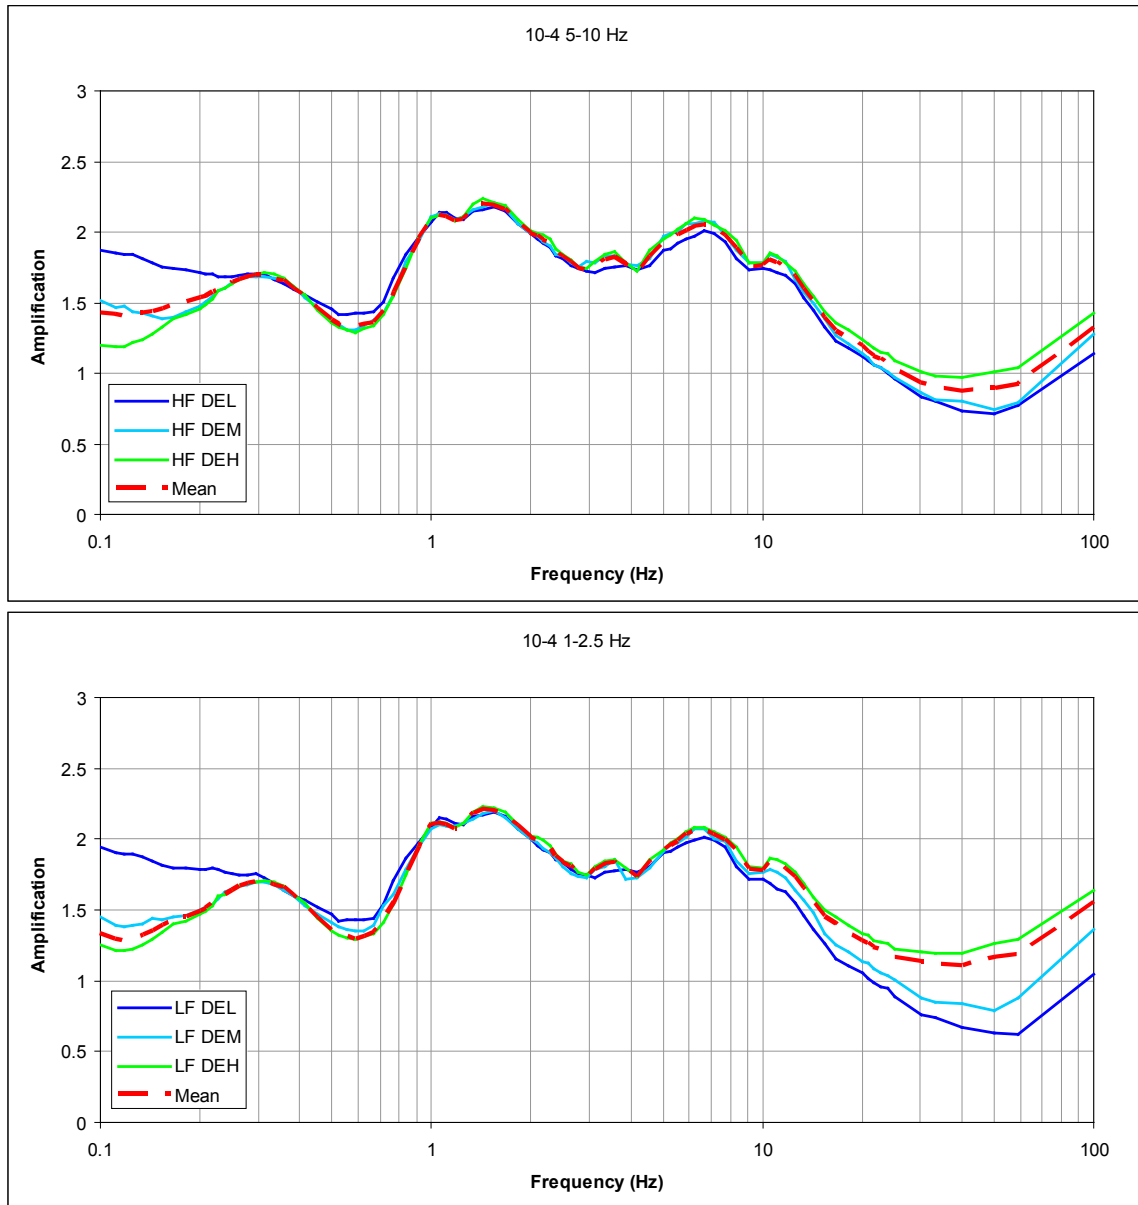 10-4 5-10 Hz
3
2.5
2
1.5
1
0.5
0
Amplification
HF DEL
HF DEM
HF DEH
Mean
0.1 1 10 100
Frequency (Hz)
10-4 1-2.5 Hz
3
2.5
2
1.5
1
0.5
0
Amplification
LF DEL
LF DEM
LF DEH
Mean
0.1 1 10 100
Frequency (Hz)